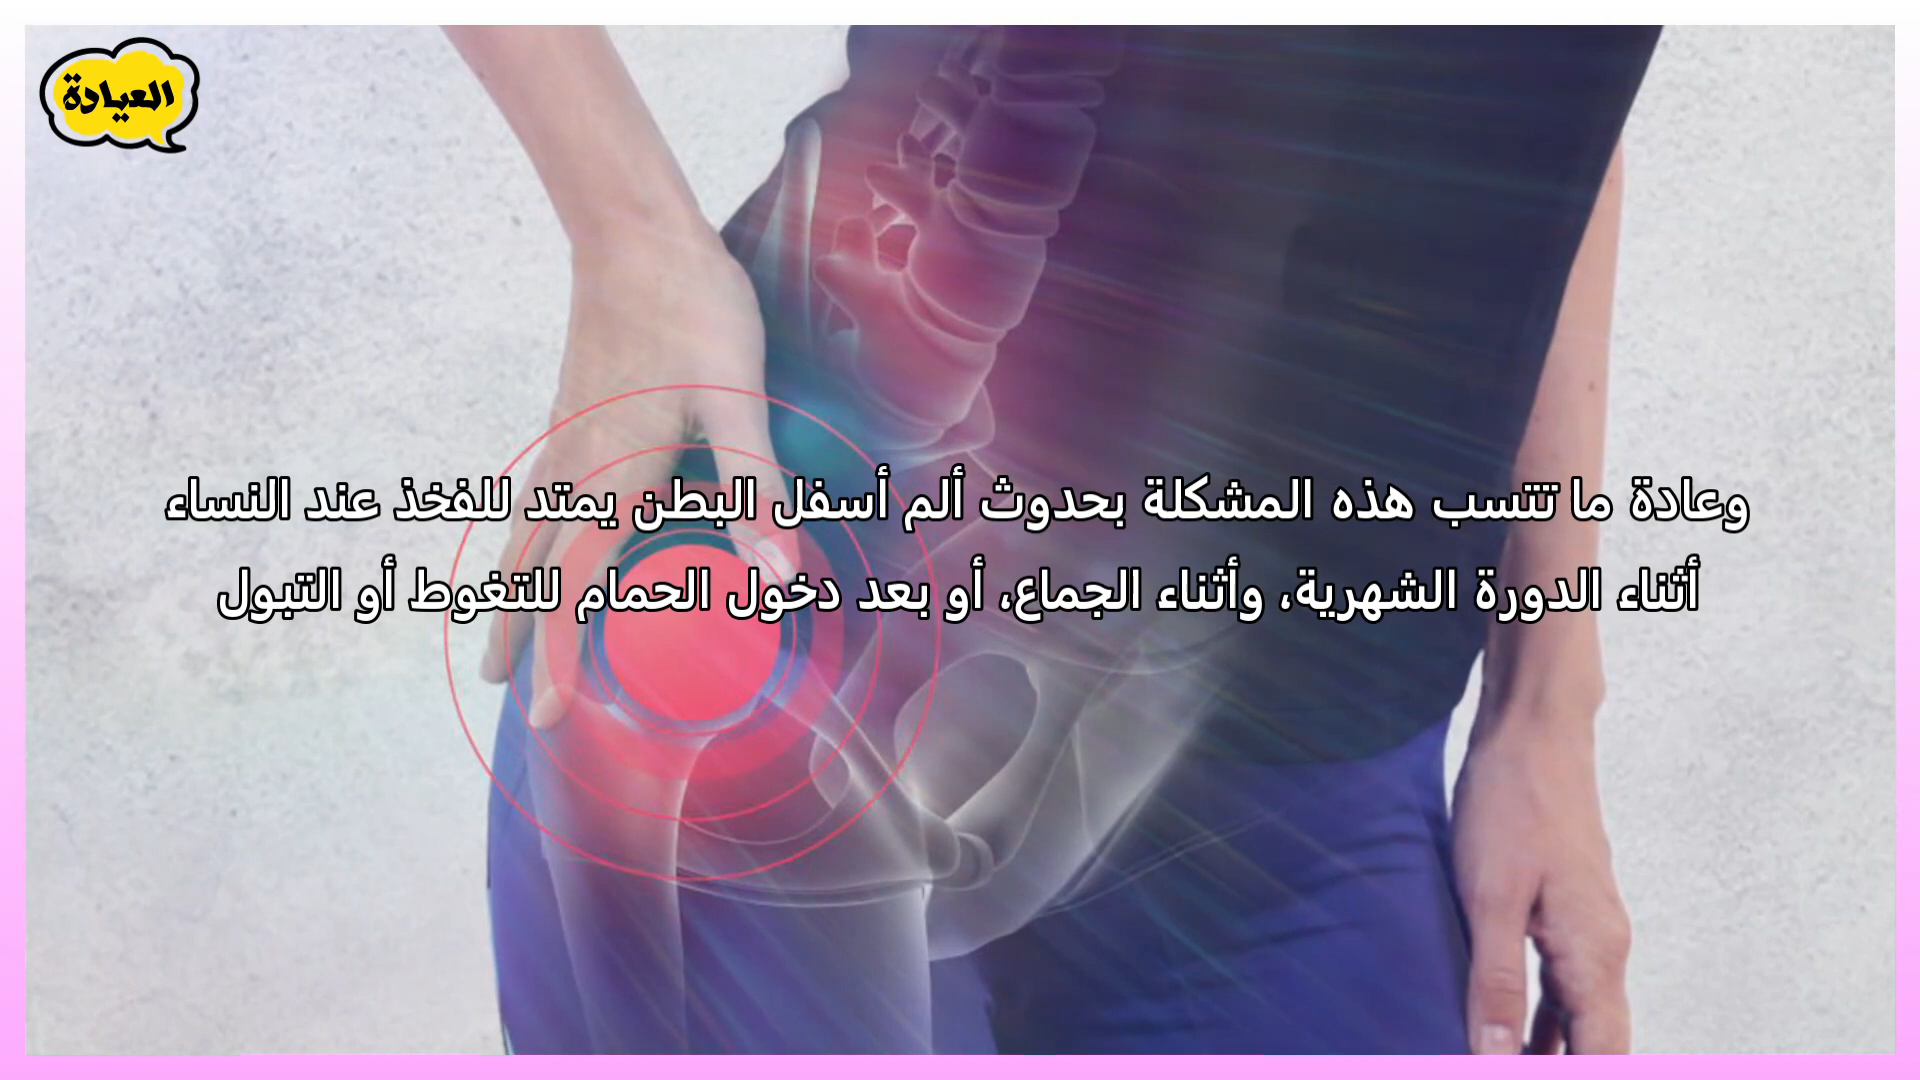 العيادة
وعادة ما تتسب هذه المشكلة بحدوث ألم أسفل البطن يمتد للفخذ عند النساء
أثناء الدورة الشهرية، وأثناء الجماع، أو بعد دخول الحمام للتغوط أو التبول